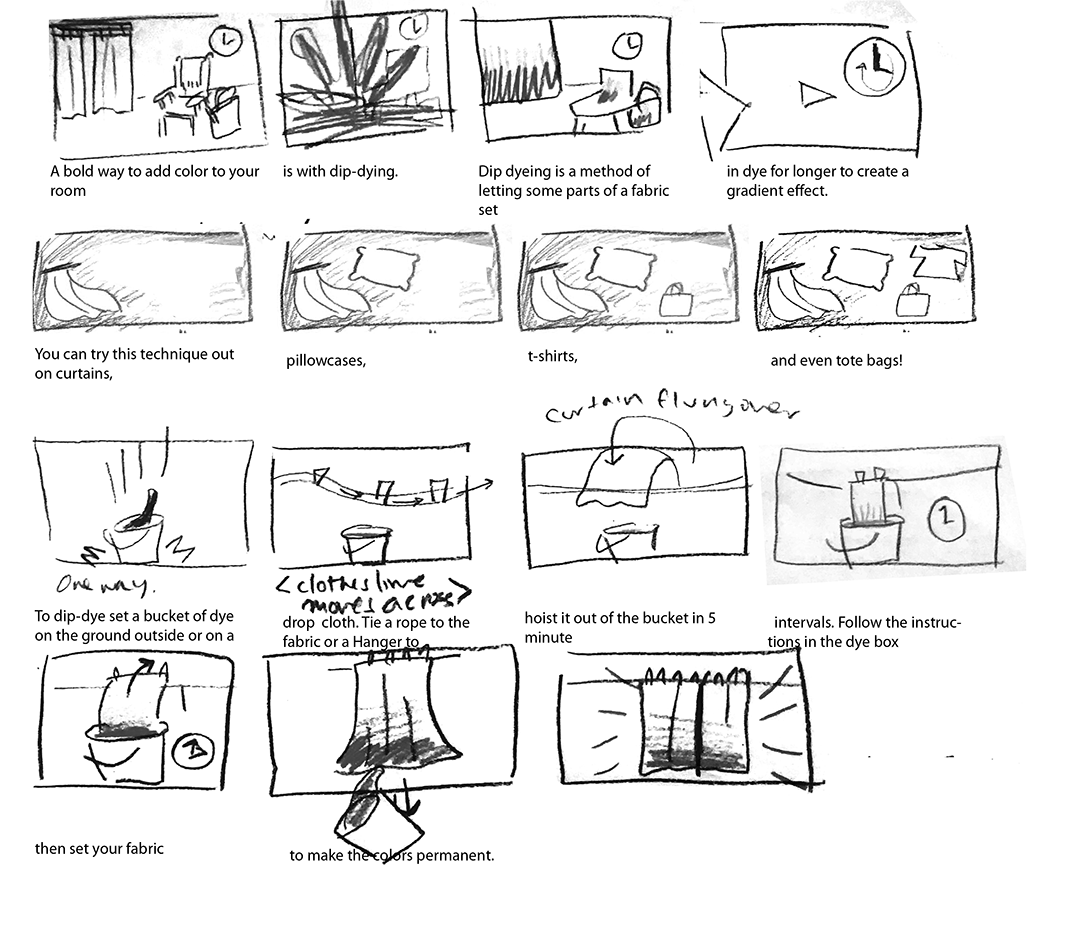 A bold way to add color to your
room
is with dip-dying.
Dip dyeing is a method of
letting some parts of a fabric
set
in dye for longer to create a
gradient effect.
You can try this technique out
on curtains,
pillowcases,
t-shirts,
and even tote bags!
curtain flung over
One way.
<clothes line
moves across>
1
To dip-dye set a bucket of dye
on the ground outside or on a
drop cloth. Tie a rope to the
fabric or a Hanger to
hoist it out of the bucket in 5
minute
intervals. Follow the instruc-
tions in the dye box
then set your fabric
to make the colors permanent.